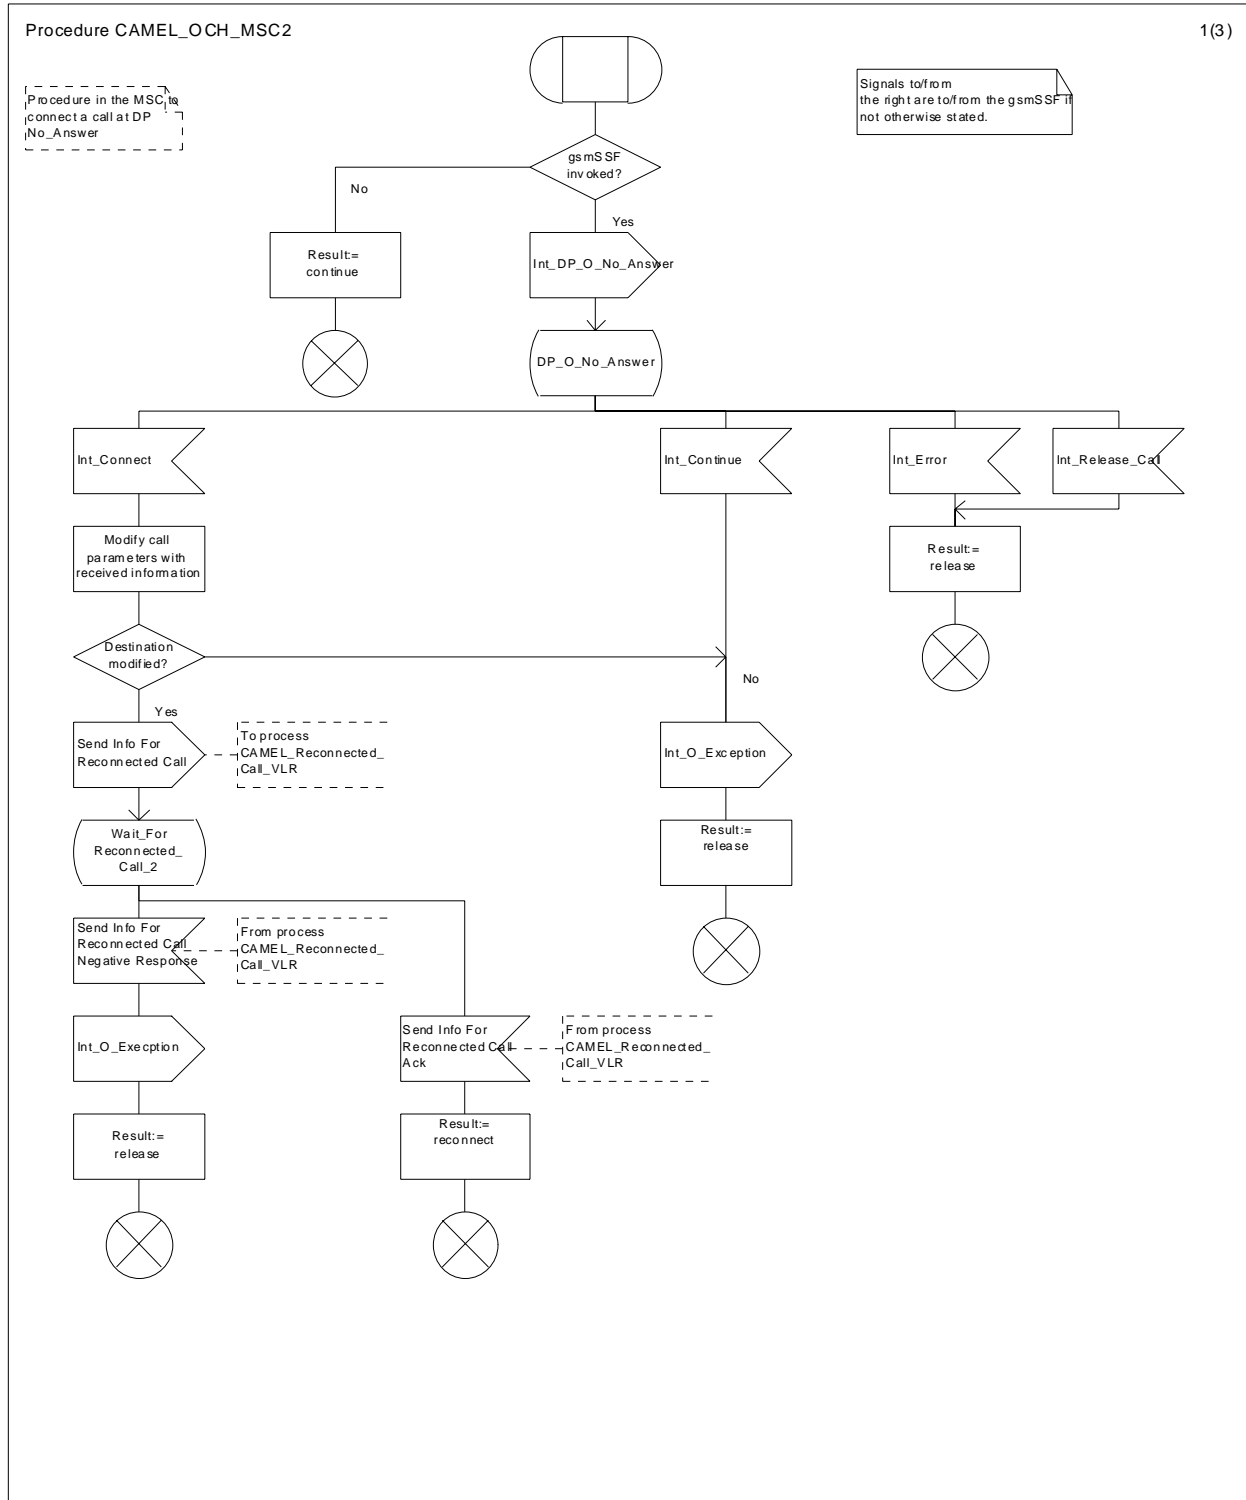 Procedure CAMEL_OCH_MSC2
1(3)
Procedure in the MSC to
connect a call at DP
No_Answer
Signals to/from
the right are to/from the gsmSSF if
not otherwise stated.
gsmSSF
invoked?
No
Yes
Result:=
continue
Int_DP_O_No_Answer
DP_O_No_Answer
Int_Connect
Int_Continue
Int_Error
Int_Release_Call
Modify call
parameters with
received information
Result:=
release
Destination
modified?
No
Yes
Send Info For
Reconnected Call
To process
CAMEL_Reconnected_
Call_VLR
Int_O_Exception
Wait_For
Reconnected_
Call_2
Result:=
release
Send Info For
Reconnected Call
Negative Response
From process
CAMEL_Reconnected_
Call_VLR
Int_O_Execption
Send Info For
Reconnected Call
Ack
From process
CAMEL_Reconnected_
Call_VLR
Result:=
release
Result:=
reconnect